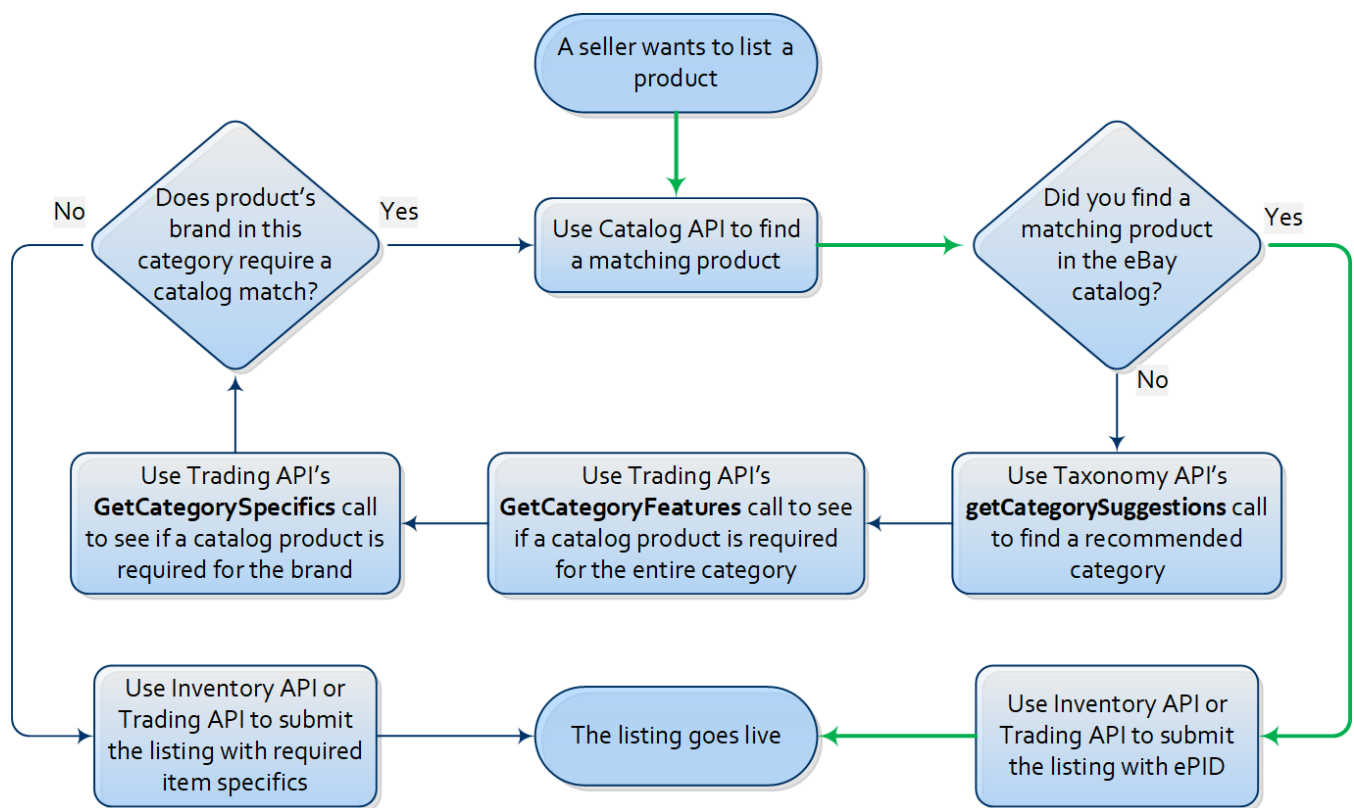 A seller wants to list a
product
Does product's
brand in this
category require a
catalog match?
No
Yes
Use Catalog API to find
a matching product
Did you find a
matching product
in the eBay
catalog?
Yes
No
Use Trading API's
GetCategorySpecifics call
to see if a catalog product is
required for the brand
Use Trading API's
GetCategoryFeatures call to see
if a catalog product is required
for the entire category
Use Taxonomy API's
getCategorySuggestions call
to find a recommended
category
Use Inventory API or
Trading API to submit
the listing with required
item specifics
The listing goes live
Use Inventory API or
Trading API to submit
the listing with ePID